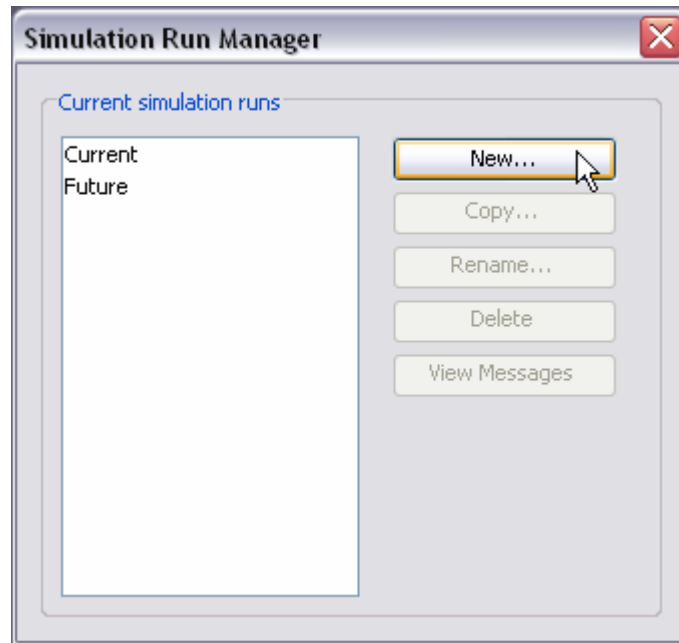 Simulation Run Manager
Current simulation runs
Current
Future
New...
Copy...
Rename...
Delete
View Messages